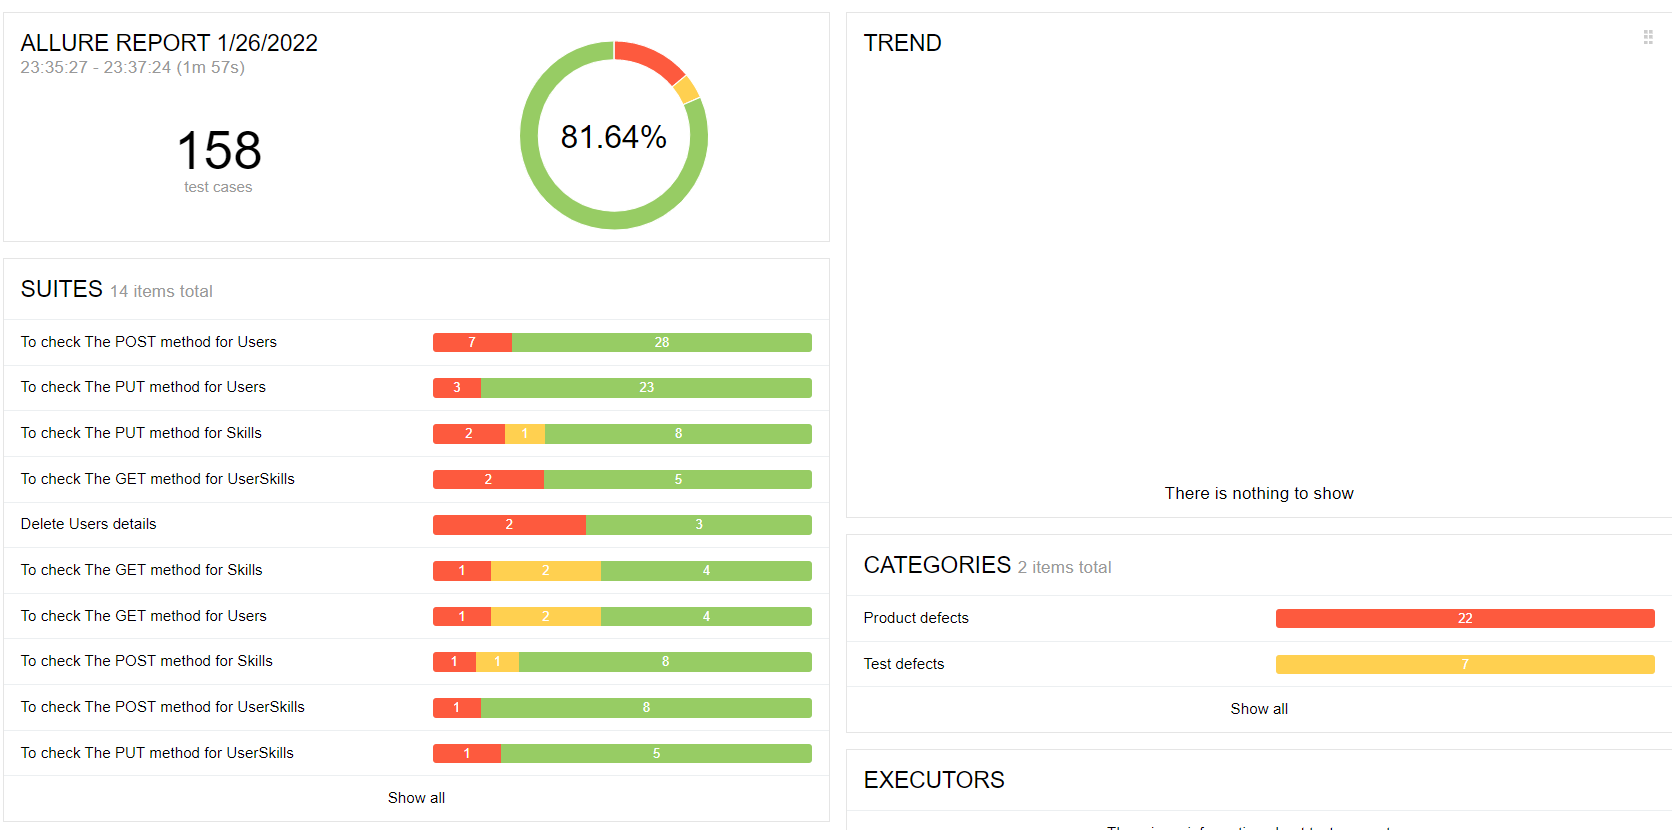 ALLURE REPORT 1/26/2022
23:35:27 - 23:37:24 (1m 57s)
158
test cases
81.64%
SUITES 14 items total
To check The POST method for Users 7 28
To check The PUT method for Users 3 23
To check The PUT method for Skills 2 1 8
To check The GET method for UserSkills 2 5
Delete Users details 2 3
To check The GET method for Skills 1 2 4
To check The GET method for Users 1 2 4
To check The POST method for Skills 1 1 8
To check The POST method for UserSkills 1 8
To check The PUT method for UserSkills 1 5
Show all
TREND
There is nothing to show
CATEGORIES 2 items total
Product defects 22
Test defects 7
Show all
EXECUTORS